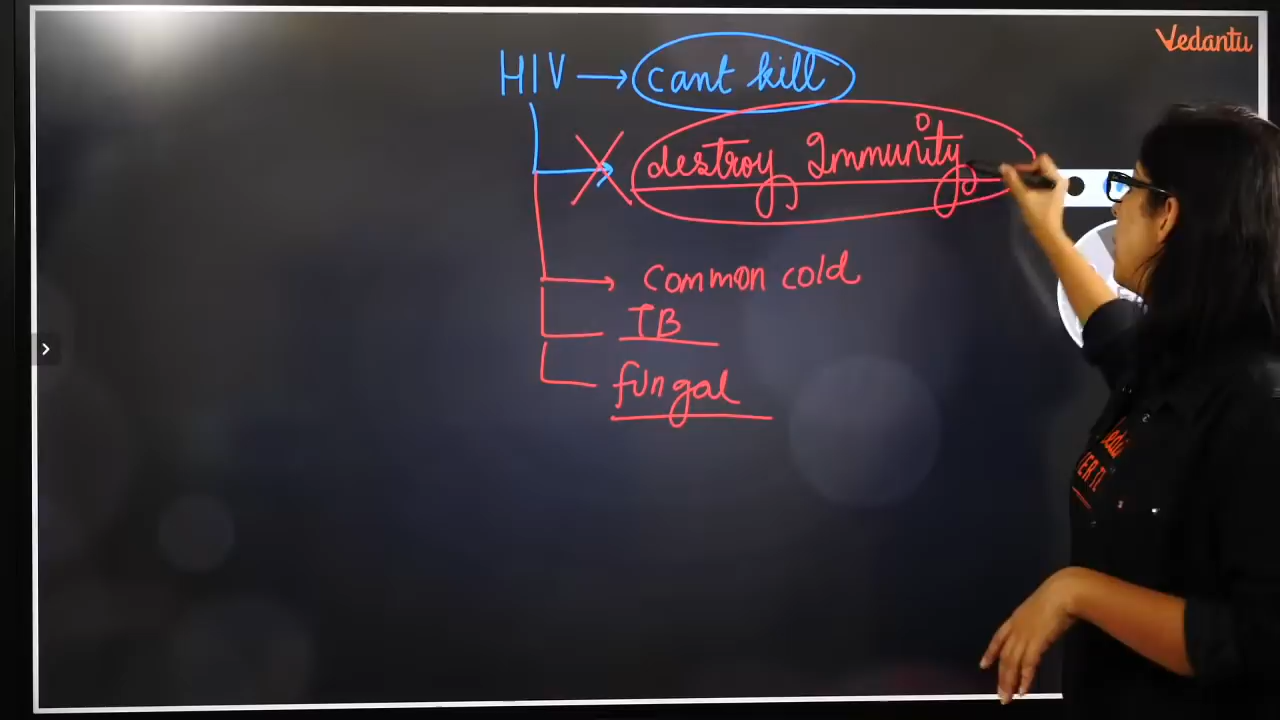 Vedantu
HIV → cant kill
destroy Immunity
Common cold
TB
fungal